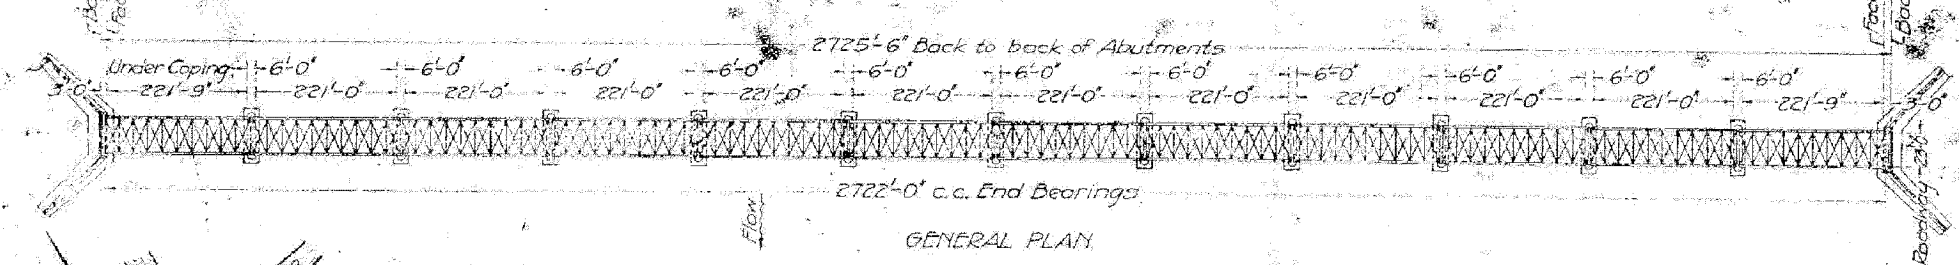 2725'-6" Back to back of Abutments
Under Coping 6'-0" 6'-0" 6'-0" 6'-0" 6'-0" 6'-0" 6'-0" 6'-0" 6'-0" 6'-0" 6'-0"
3'-0" 221'-9" 221'-0" 221'-0" 221'-0" 221'-0" 221'-0" 221'-0" 221'-0" 221'-0" 221'-0" 221'-0" 221'-9" 3'-0"
2722'-0" c.c. End Bearings
Flow
GENERAL PLAN
Roadway